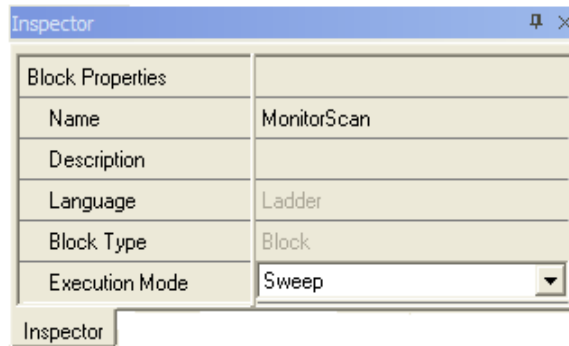 Inspector
Block Properties
Name MonitorScan
Description
Language Ladder
Block Type Block
Execution Mode Sweep
Inspector